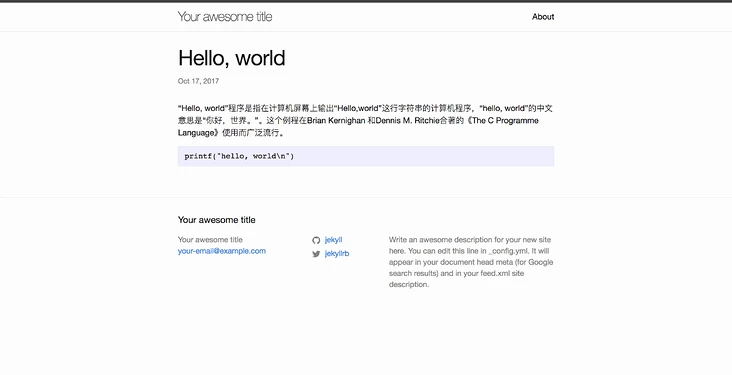 Your awesome title
About
Hello, world
Oct 17, 2017
“Hello, world”程序是指在计算机屏幕上输出“Hello,world”这行字符串的计算机程序，“hello, world”的中文
意思是“你好，世界。”。这个例程在Brian Kernighan 和Dennis M. Ritchie合著的《The C Programme
Language》使用而广泛流行。
printf("hello, world\n")
Your awesome title
Your awesome title
your-email@example.com
jekyll
jekyllrb
Write an awesome description for your new site
here. You can edit this line in _config.yml. It will
appear in your document head meta (for Google
search results) and in your feed.xml site
description.